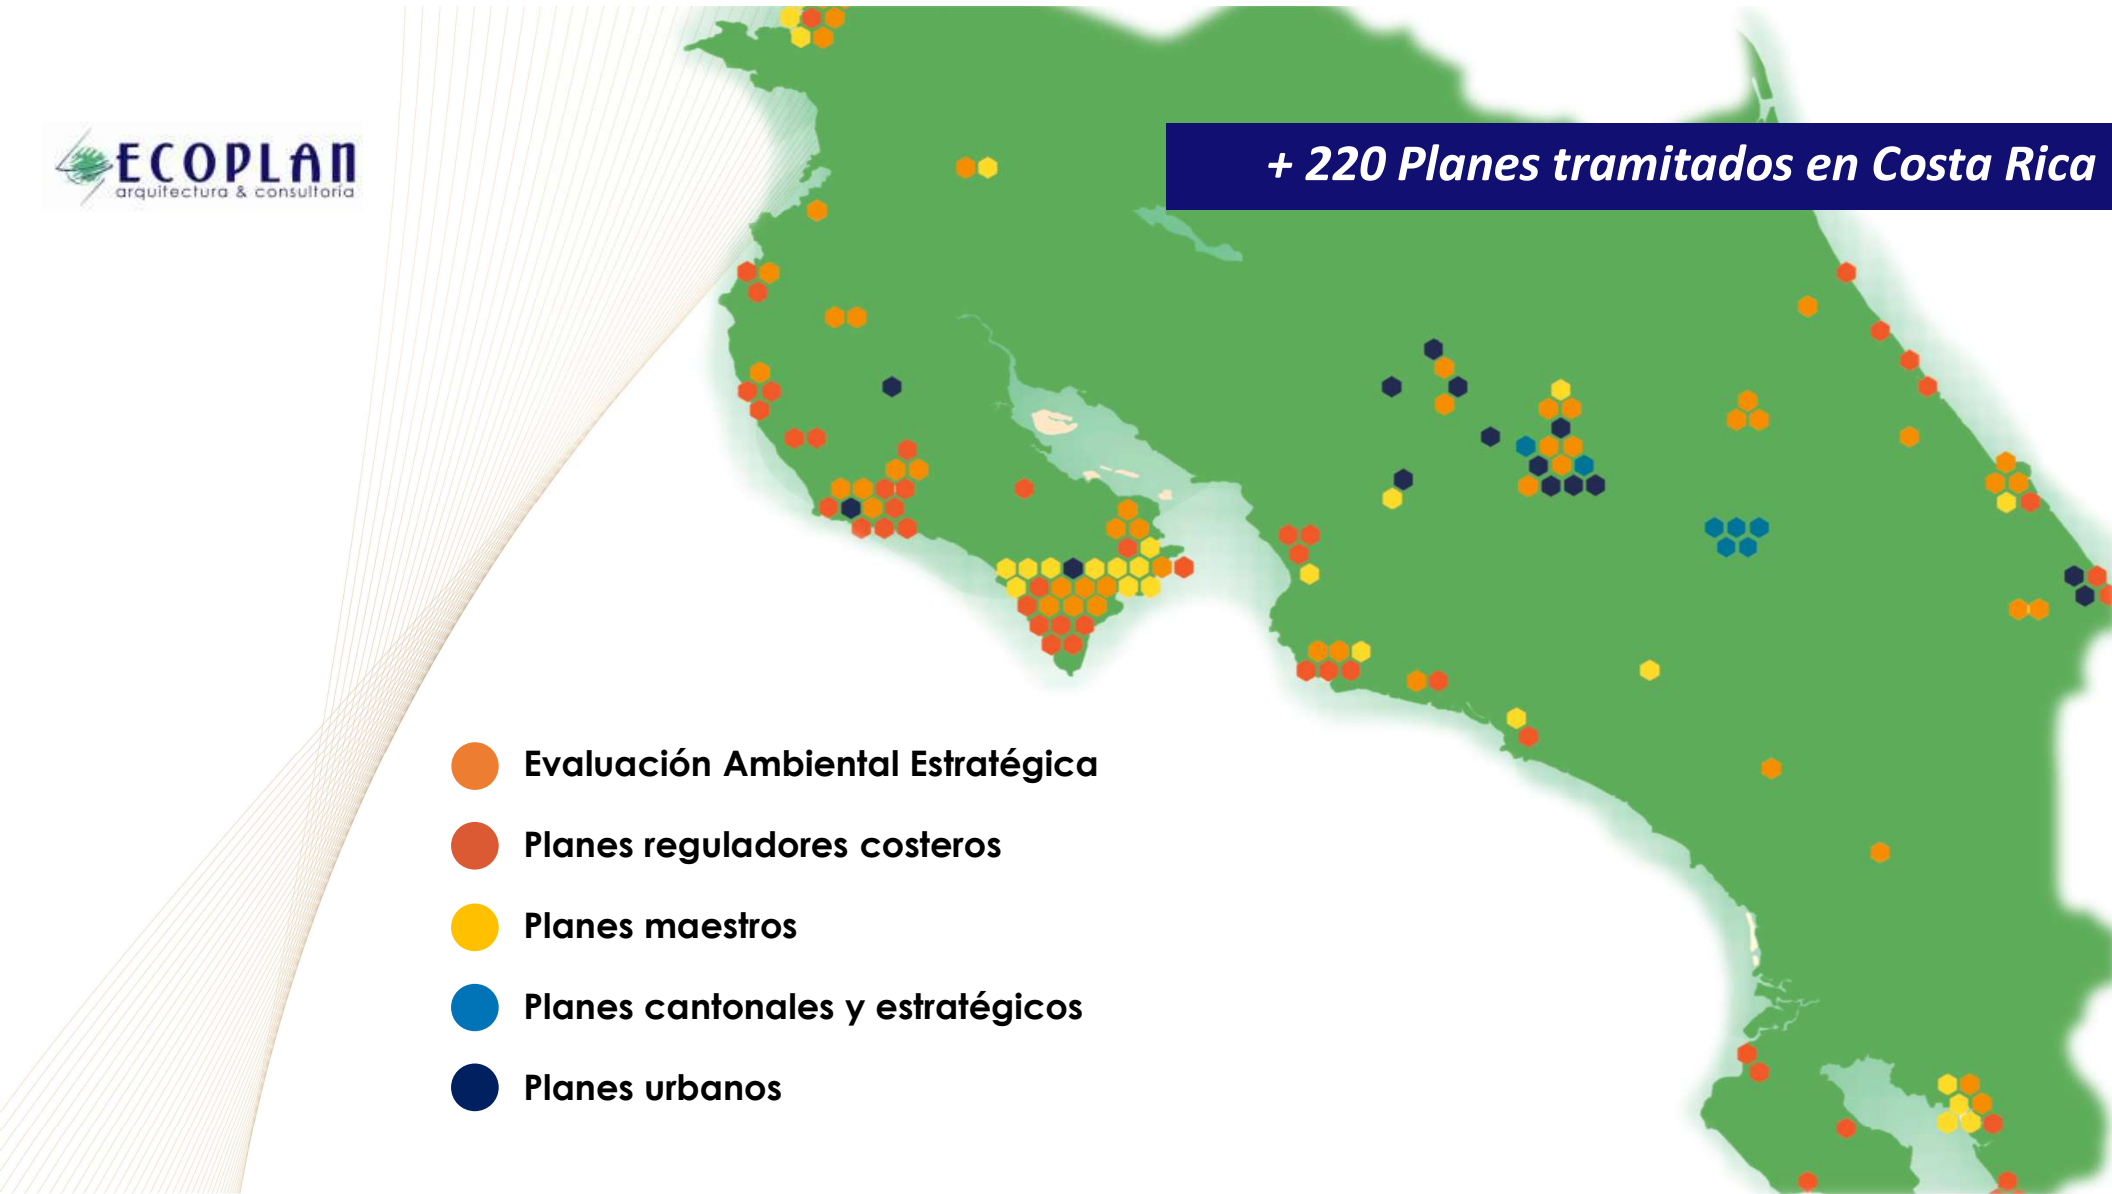 ECOPLAN
arquitectura & consultoría
+ 220 Planes tramitados en Costa Rica
Evaluación Ambiental Estratégica
Planes reguladores costeros
Planes maestros
Planes cantonales y estratégicos
Planes urbanos